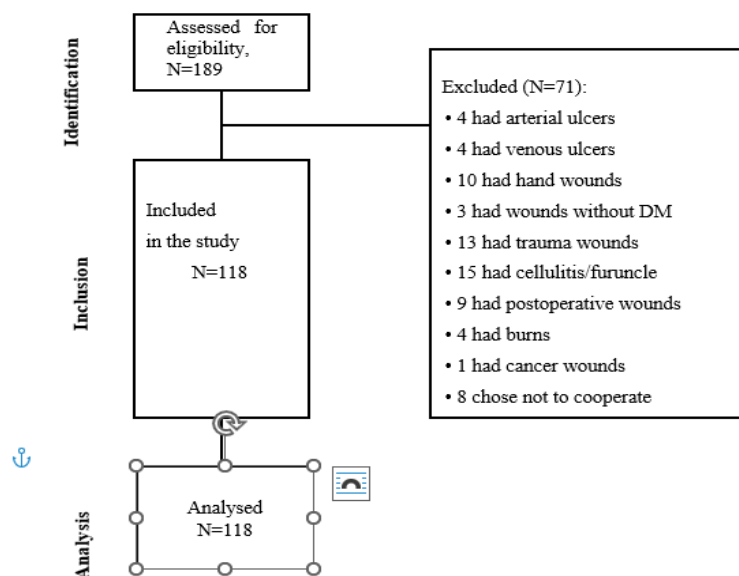 Identification
Assessed for
eligibility,
N=189
Excluded (N=71):
• 4 had arterial ulcers
• 4 had venous ulcers
• 10 had hand wounds
• 3 had wounds without DM
• 13 had trauma wounds
• 15 had cellulitis/furuncle
• 9 had postoperative wounds
• 4 had burns
• 1 had cancer wounds
• 8 chose not to cooperate
Inclusion
Included
in the study
N=118
Analysis
Analysed
N=118